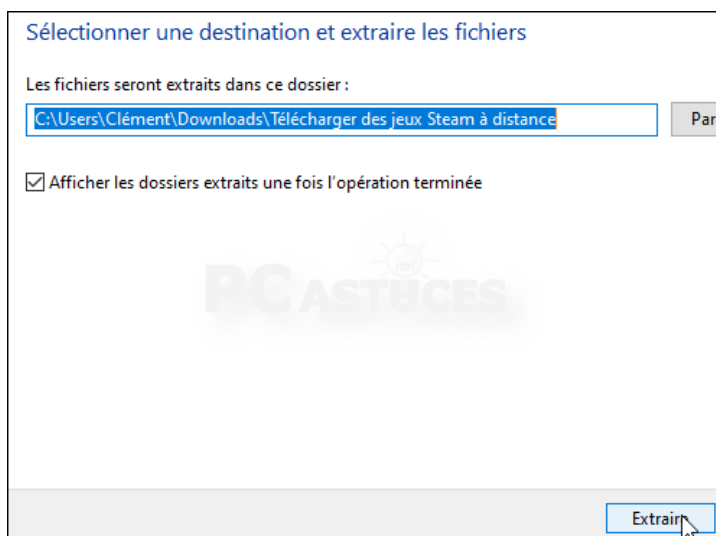 Sélectionner une destination et extraire les fichiers
Les fichiers seront extraits dans ce dossier :
C:\Users\Clément\Downloads\Télécharger des jeux Steam à distance
Par
Afficher les dossiers extraits une fois l'opération terminée
PC ASTUCES
Extraire